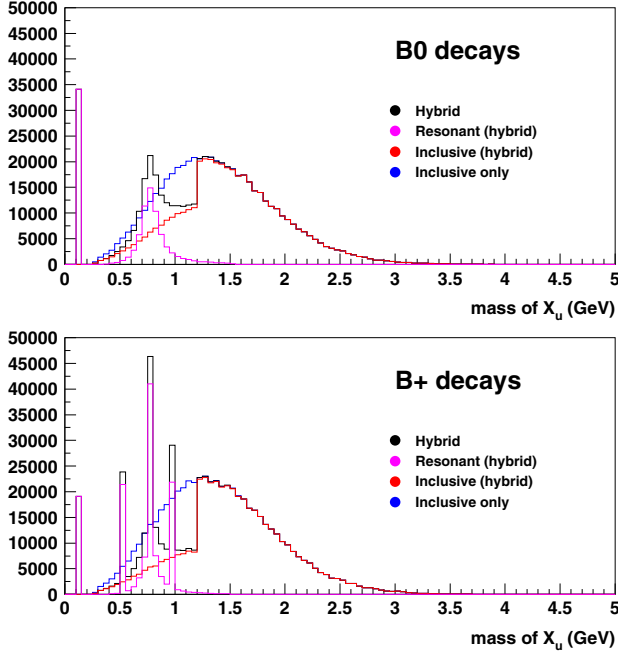 50000
45000
40000
35000
30000
25000
20000
15000
10000
5000
0
B0 decays
Hybrid
Resonant (hybrid)
Inclusive (hybrid)
Inclusive only
0 0.5 1 1.5 2 2.5 3 3.5 4 4.5 5
mass of X_u (GeV)
50000
45000
40000
35000
30000
25000
20000
15000
10000
5000
0
B+ decays
Hybrid
Resonant (hybrid)
Inclusive (hybrid)
Inclusive only
0 0.5 1 1.5 2 2.5 3 3.5 4 4.5 5
mass of X_u (GeV)